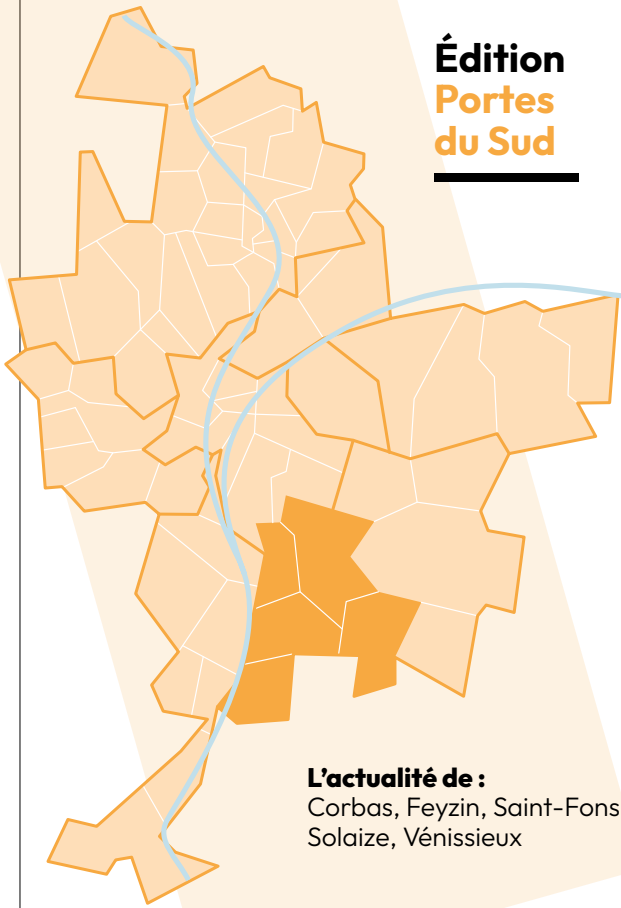 Édition
Portes
du Sud
L'actualité de :
Corbas, Feyzin, Saint-Fons
Solaize, Vénissieux